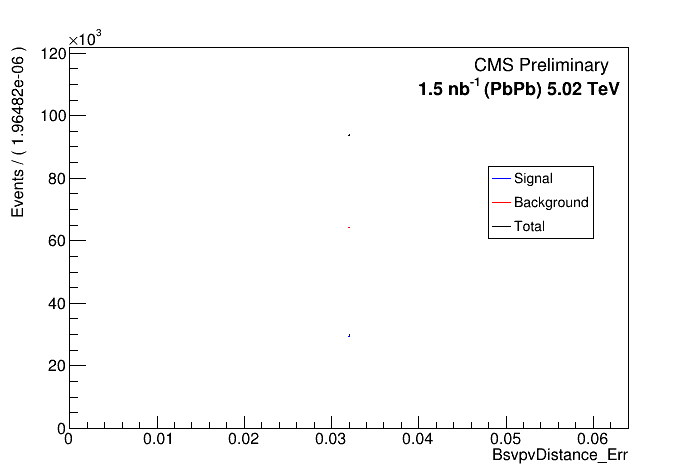 ×10³
120
100
80
60
40
20
0
Events / ( 1.96482e-06 )
CMS Preliminary
1.5 nb⁻¹ (PbPb) 5.02 TeV
Signal
Background
Total
0 0.01 0.02 0.03 0.04 0.05 0.06
BsvpvDistance_Err